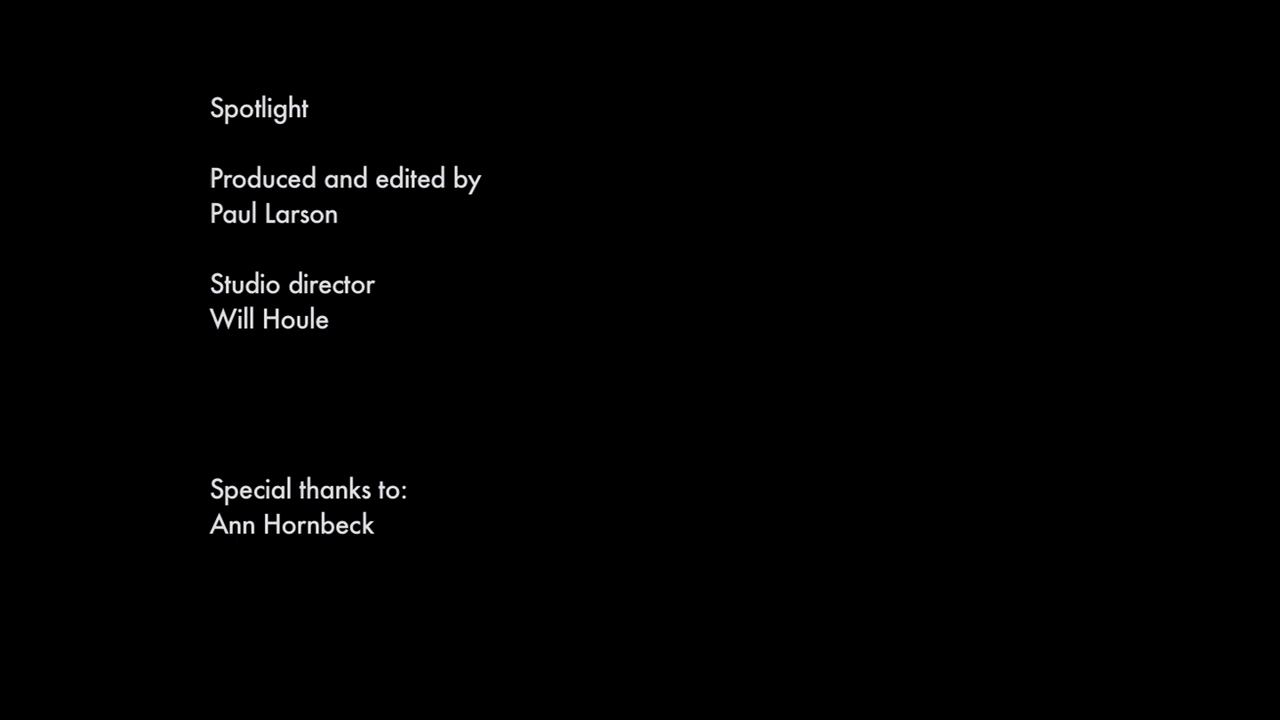 Spotlight
Produced and edited by
Paul Larson
Studio director
Will Houle
Special thanks to:
Ann Hornbeck